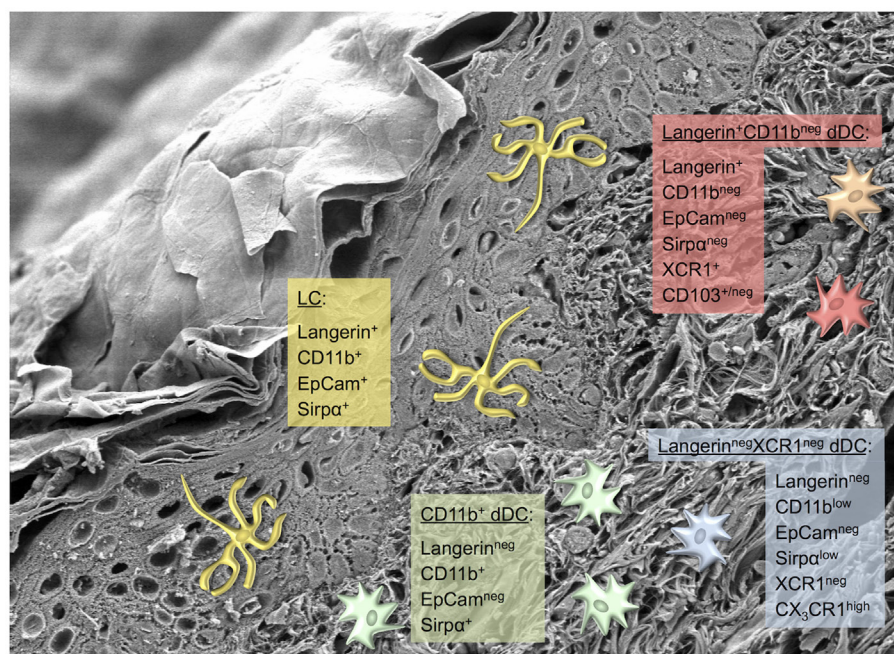 Langerin⁺CD11bⁿᵉᵍ dDC:
Langerin⁺
CD11bⁿᵉᵍ
EpCamⁿᵉᵍ
Sirpαⁿᵉᵍ
XCR1⁺
CD103⁺/ⁿᵉᵍ
LC:
Langerin⁺
CD11b⁺
EpCam⁺
Sirpα⁺
CD11b⁺ dDC:
Langerinⁿᵉᵍ
CD11b⁺
EpCamⁿᵉᵍ
Sirpα⁺
LangerinⁿᵉᵍXCR1ⁿᵉᵍ dDC:
Langerinⁿᵉᵍ
CD11bˡᵒʷ
EpCamⁿᵉᵍ
Sirpαˡᵒʷ
XCR1ⁿᵉᵍ
CX₃CR1ʰⁱᵍʰ